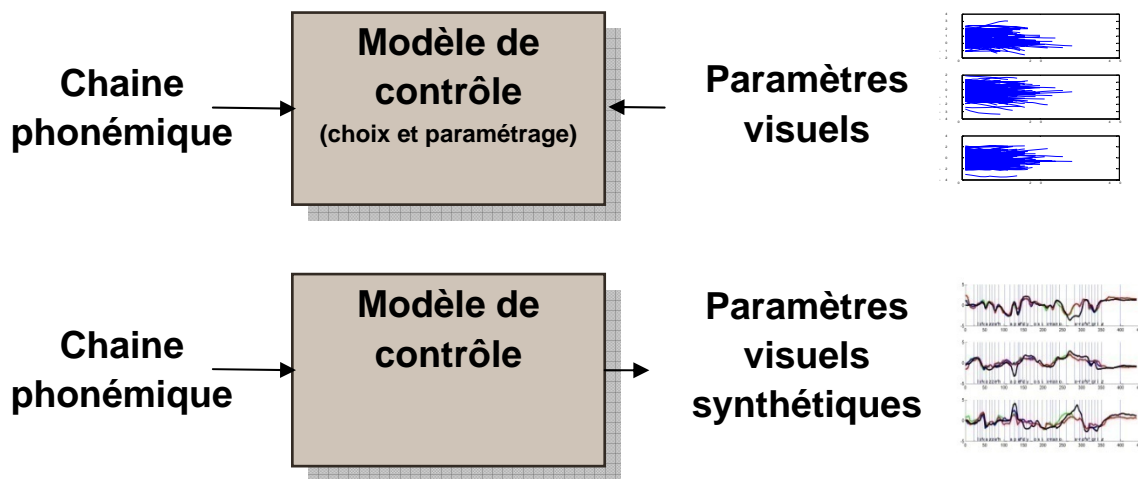 Chaine
phonémique
Modèle de
contrôle
(choix et paramétrage)
Paramètres
visuels
Chaine
phonémique
Modèle de
contrôle
Paramètres
visuels
synthétiques